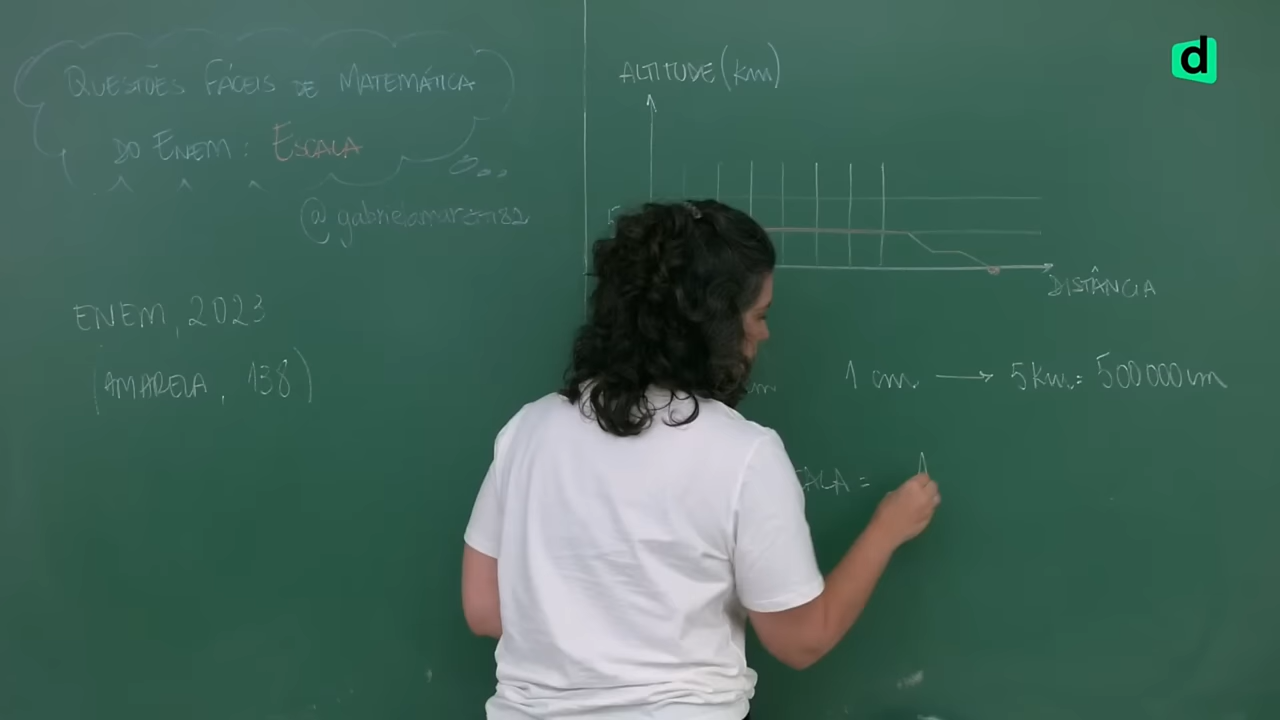 QUESTÕES FÁCEIS DE MATEMÁTICA
DO ENEM: ESCALA
ENEM, 2023
(AMARELA, 138)
ALTITUDE (km)
DISTÂNCIA
1 cm → 5 km = 500 000 cm
d